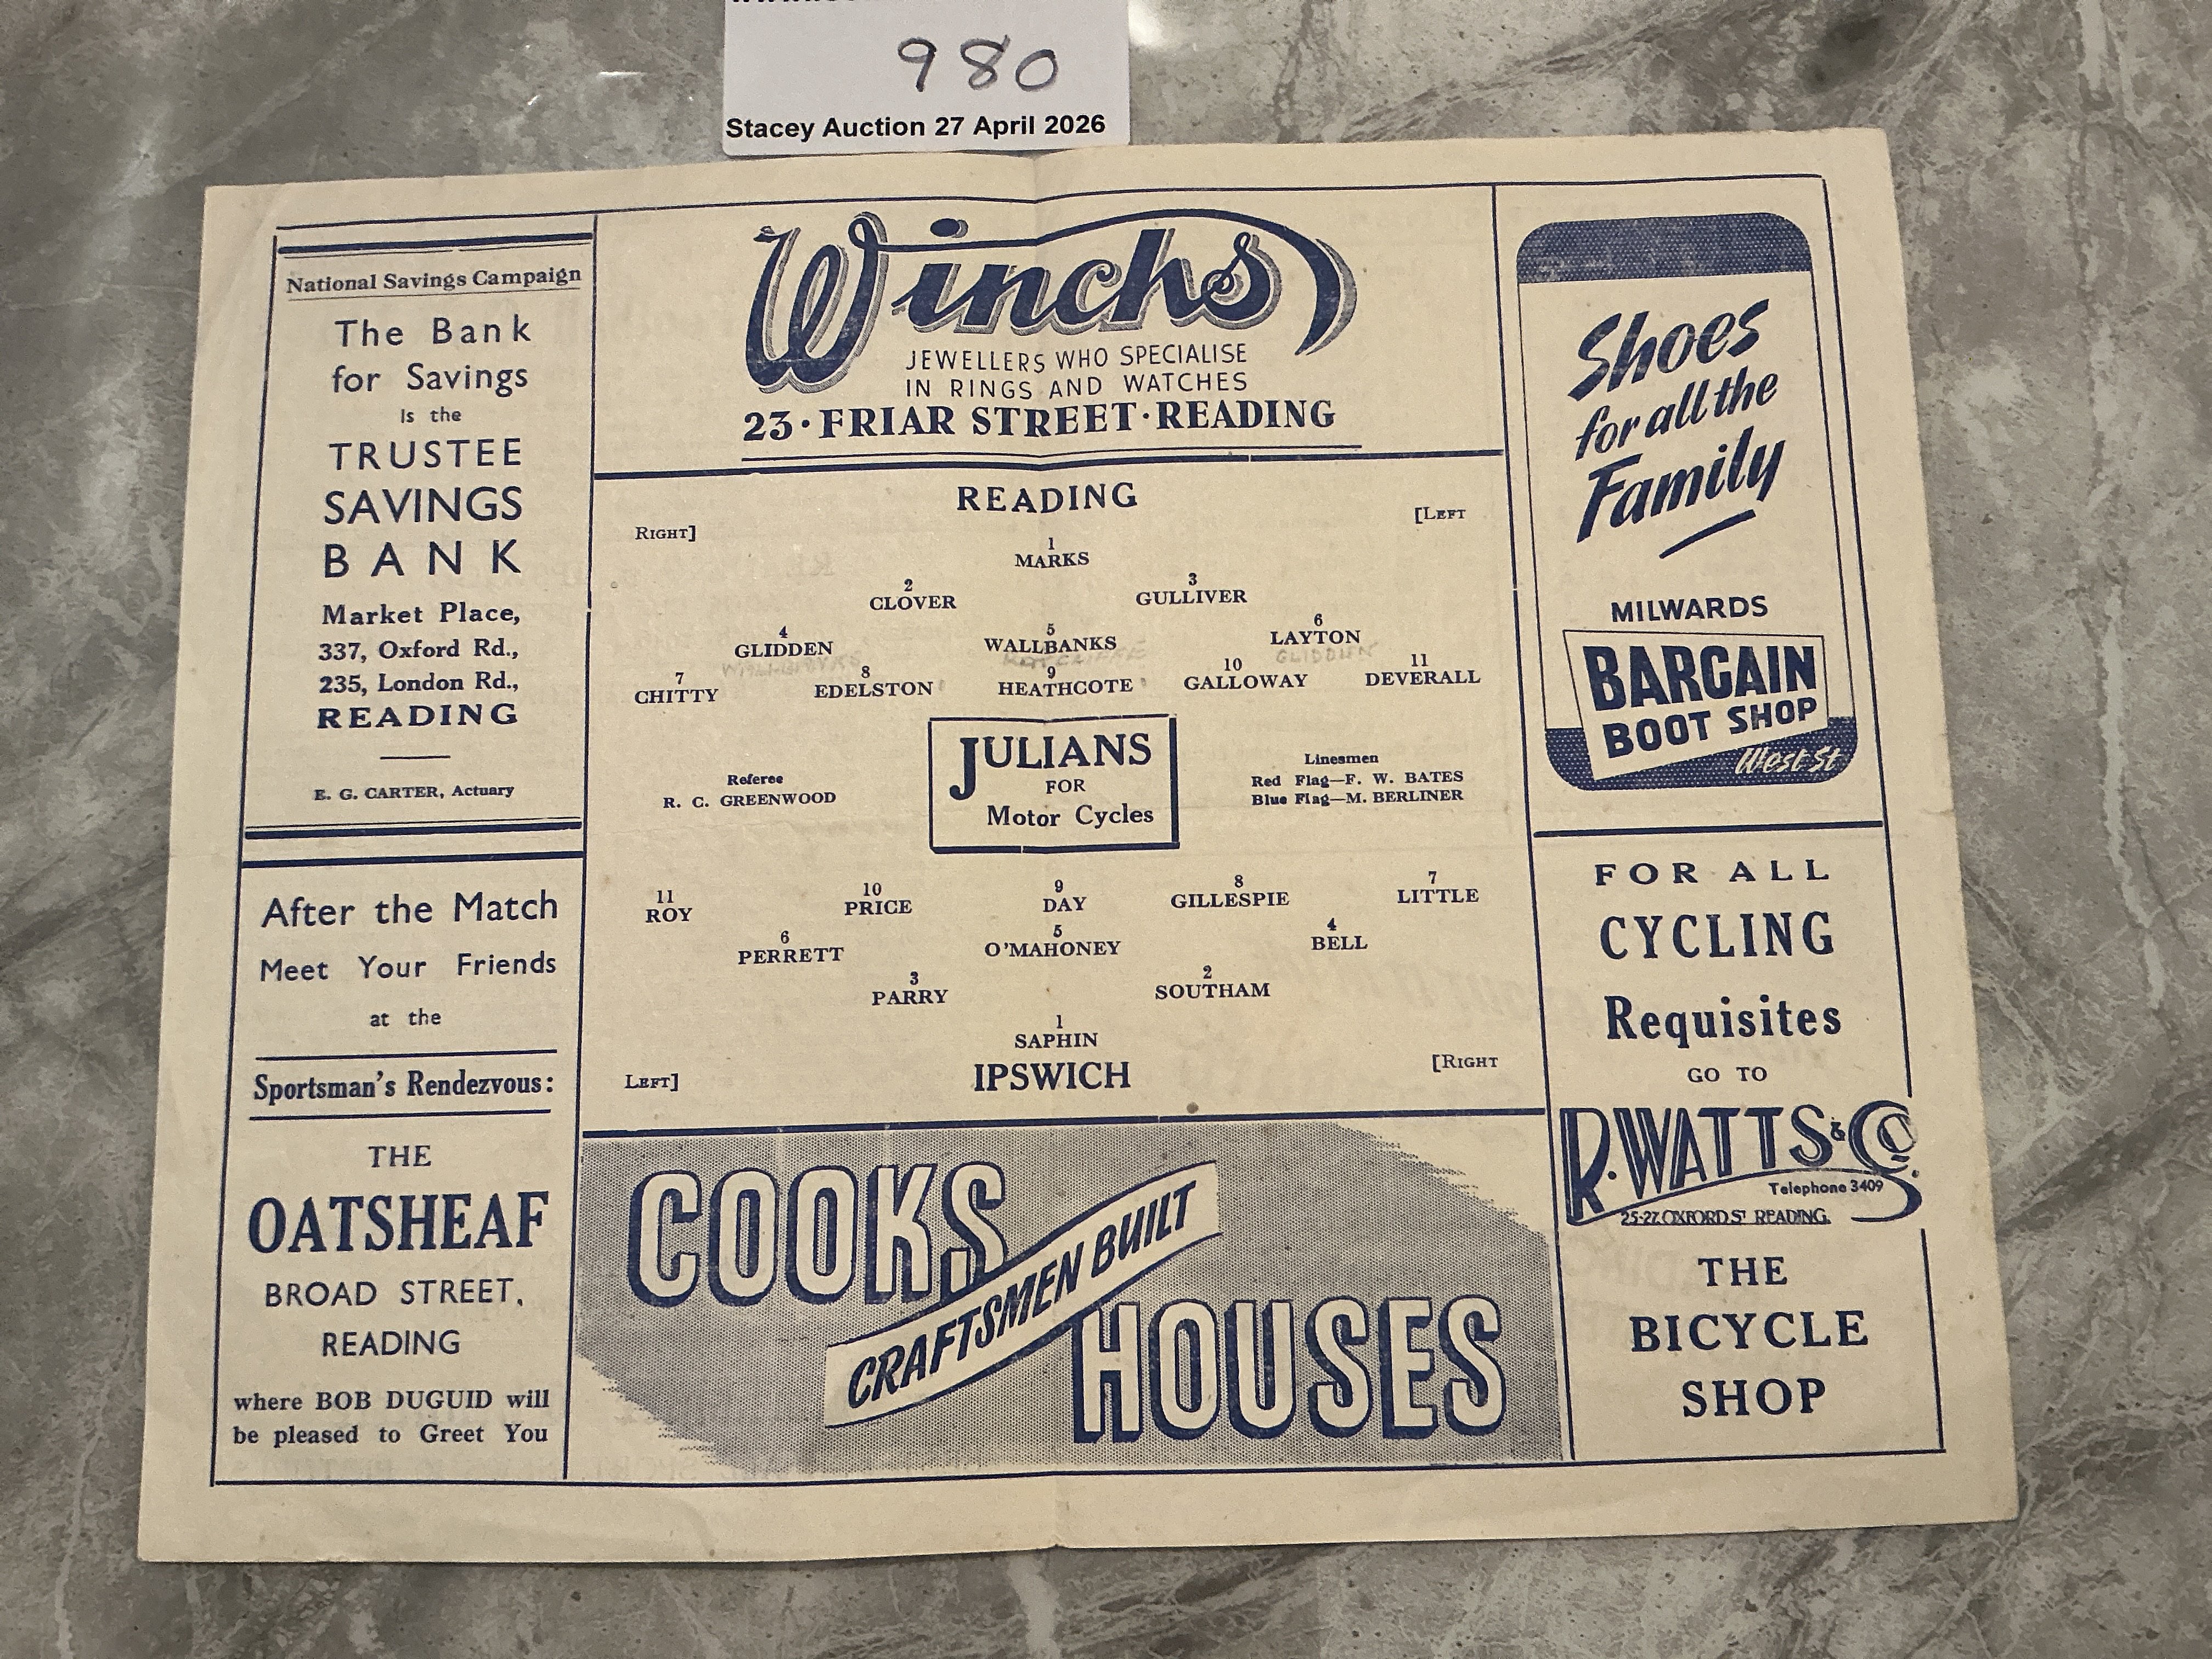 980
Stacey Auction 27 April 2026
National Savings Campaign
The Bank
for Savings
Is the
TRUSTEE
SAVINGS
BANK
Market Place,
337, Oxford Rd.,
235, London Rd.,
READING
E. G. CARTER, Actuary
After the Match
Meet Your Friends
at the
Sportsman's Rendezvous:
THE
OATSHEAF
BROAD STREET,
READING
where BOB DUGUID will
be pleased to Greet You
Winchs
JEWELLERS WHO SPECIALISE
IN RINGS AND WATCHES
23·FRIAR STREET·READING
READING
RIGHT] [LEFT
1
MARKS
2 3
CLOVER GULLIVER
4 5 6
GLIDDEN WALLBANKS LAYTON
WALLBANKS GLIDDEN
7 8 9 10 11
CHITTY EDELSTON HEATHCOTE GALLOWAY DEVERALL
Referee
R. C. GREENWOOD
JULIANS
FOR
Motor Cycles
Linesmen
Red Flag—F. W. BATES
Blue Flag—M. BERLINER
11 10 9 8 7
ROY PRICE DAY GILLESPIE LITTLE
6 5 4
PERRETT O'MAHONEY BELL
3 2
PARRY SOUTHAM
1
SAPHIN
LEFT] IPSWICH [RIGHT
COOKS
CRAFTSMEN BUILT
HOUSES
Shoes
for all the
Family
MILWARDS
BARGAIN
BOOT SHOP
West St
FOR ALL
CYCLING
Requisites
GO TO
R. WATTS & Co.
Telephone 3409
25-27, OXFORD ST READING.
THE
BICYCLE
SHOP